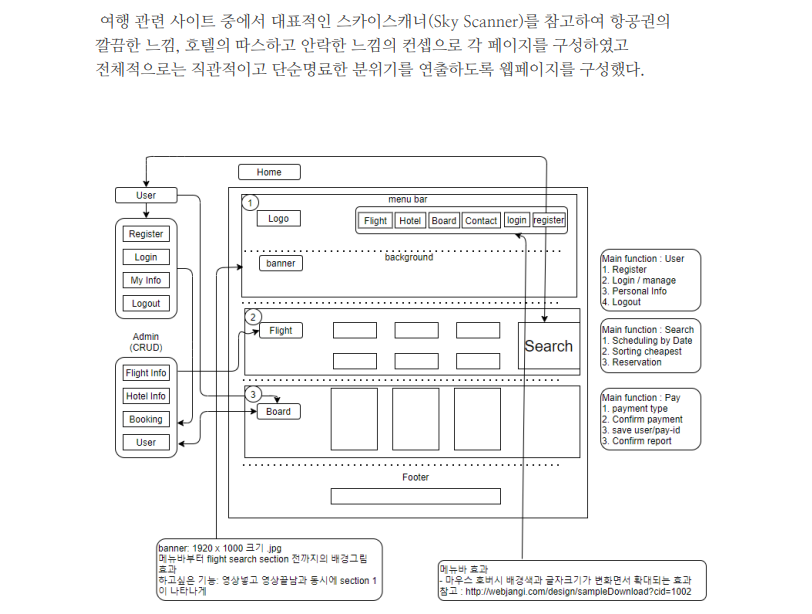 여행 관련 사이트 중에서 대표적인 스카이스캐너(Sky Scanner)를 참고하여 항공권의
깔끔한 느낌, 호텔의 따스하고 안락한 느낌의 컨셉으로 각 페이지를 구성하였고
전체적으로는 직관적이고 단순명료한 분위기를 연출하도록 웹페이지를 구성했다.
Home
User
Register
Login
My Info
Logout
Admin
(CRUD)
Flight Info
Hotel Info
Booking
User
1
Logo
menu bar
Flight
Hotel
Board
Contact
login
register
background
banner
2
Flight
Search
3
Board
Footer
Main function : User
1. Register
2. Login / manage
3. Personal Info
4. Logout
Main function : Search
1. Scheduling by Date
2. Sorting cheapest
3. Reservation
Main function : Pay
1. payment type
2. Confirm payment
3. save user/pay-id
3. Confirm report
banner: 1920 x 1000 크기 .jpg
메뉴바부터 flight search section 전까지의 배경그림
효과
하고싶은 기능: 영상넣고 영상끝남과 동시에 section 1
이 나타나게
메뉴바 효과
- 마우스 호버시 배경색과 글자크기가 변화면서 확대되는 효과
참고 : http://webjangi.com/design/sampleDownload?cid=1002